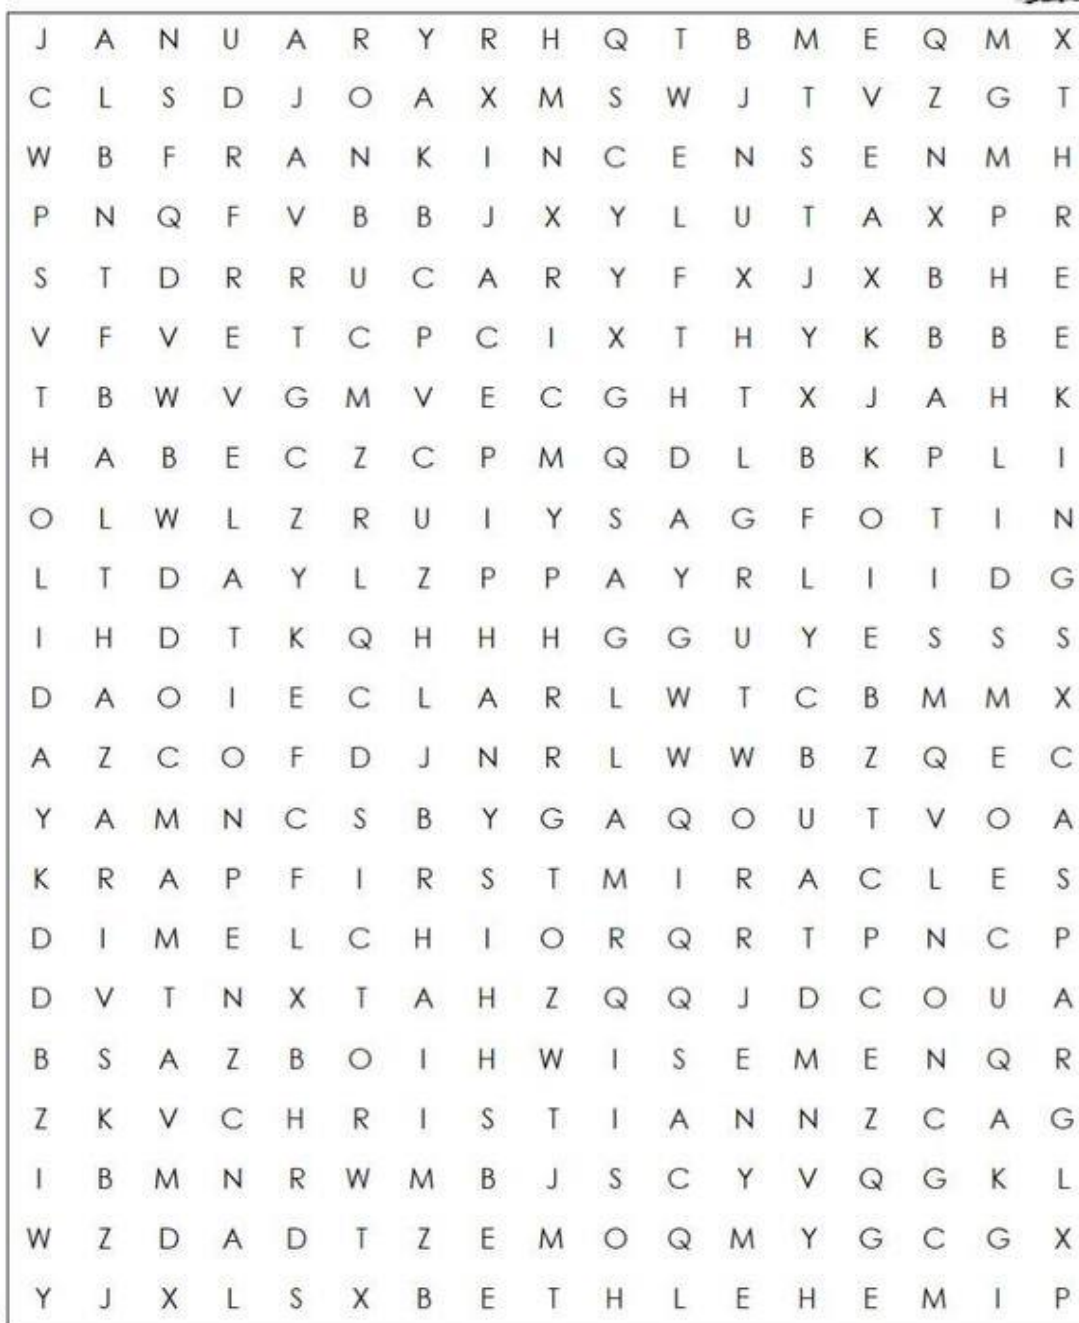 J A N U A R Y R H Q T B M E Q M X
C L S D J O A X M S W J T V Z G T
W B F R A N K I N C E N S E N M H
P N Q F V B B J X Y L U T A X P R
S T D R R U C A R Y F X J X B H E
V F V E T C P C I X T H Y K B B E
T B W V G M V E C G H T X J A H K
H A B E C Z C P M Q D L B K P L I
O L W L Z R U I Y S A G F O T I N
L T D A Y L Z P P A Y R L I I D G
I H D T K Q H H H G G U Y E S S S
D A O I E C L A R L W T C B M M X
A Z C O F D J N R L W W B Z Q E C
Y A M N C S B Y G A Q O U T V O A
K R A P F I R S T M I R A C L E S
D I M E L C H I O R Q R T P N C P
D V T N X T A H Z Q Q J D C O U A
B S A Z B O I H W I S E M E N Q R
Z K V C H R I S T I A N N Z C A G
I B M N R W M B J S C Y V Q G K L
W Z D A D T Z E M O Q M Y G C G X
Y J X L S X B E T H L E H E M I P